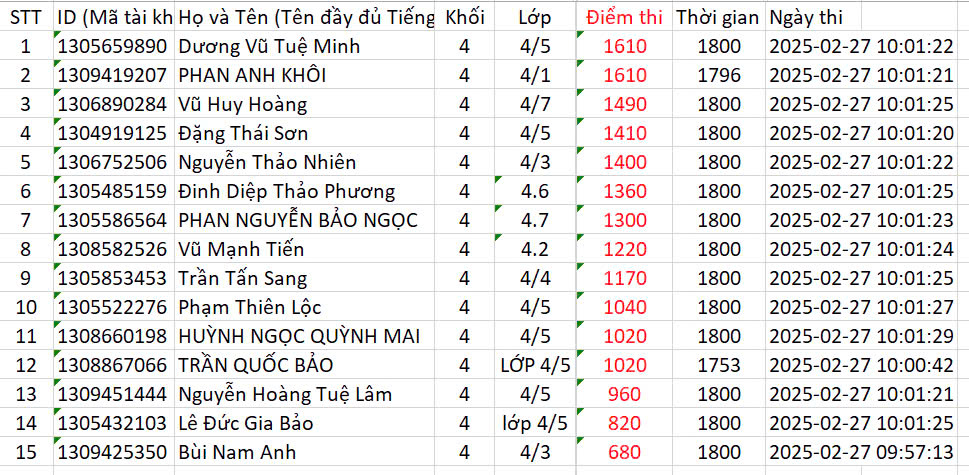 STT ID (Mã tài kh Họ và Tên (Tên đầy đủ Tiếng Khối Lớp Điểm thi Thời gian Ngày thi
1 1305659890 Dương Vũ Tuệ Minh 4 4/5 1610 1800 2025-02-27 10:01:22
2 1309419207 PHAN ANH KHÔI 4 4/1 1610 1796 2025-02-27 10:01:21
3 1306890284 Vũ Huy Hoàng 4 4/7 1490 1800 2025-02-27 10:01:25
4 1304919125 Đặng Thái Sơn 4 4/5 1410 1800 2025-02-27 10:01:20
5 1306752506 Nguyễn Thảo Nhiên 4 4/3 1400 1800 2025-02-27 10:01:22
6 1305485159 Đinh Diệp Thảo Phương 4 4.6 1360 1800 2025-02-27 10:01:25
7 1305586564 PHAN NGUYỄN BẢO NGỌC 4 4.7 1300 1800 2025-02-27 10:01:23
8 1308582526 Vũ Mạnh Tiến 4 4.2 1220 1800 2025-02-27 10:01:24
9 1305853453 Trần Tấn Sang 4 4/4 1170 1800 2025-02-27 10:01:25
10 1305522276 Phạm Thiên Lộc 4 4/5 1040 1800 2025-02-27 10:01:27
11 1308660198 HUỲNH NGỌC QUỲNH MAI 4 4/5 1020 1800 2025-02-27 10:01:29
12 1308867066 TRẦN QUỐC BẢO 4 LỚP 4/5 1020 1753 2025-02-27 10:00:42
13 1309451444 Nguyễn Hoàng Tuệ Lâm 4 4/5 960 1800 2025-02-27 10:01:21
14 1305432103 Lê Đức Gia Bảo 4 lớp 4/5 820 1800 2025-02-27 10:01:25
15 1309425350 Bùi Nam Anh 4 4/3 680 1800 2025-02-27 09:57:13